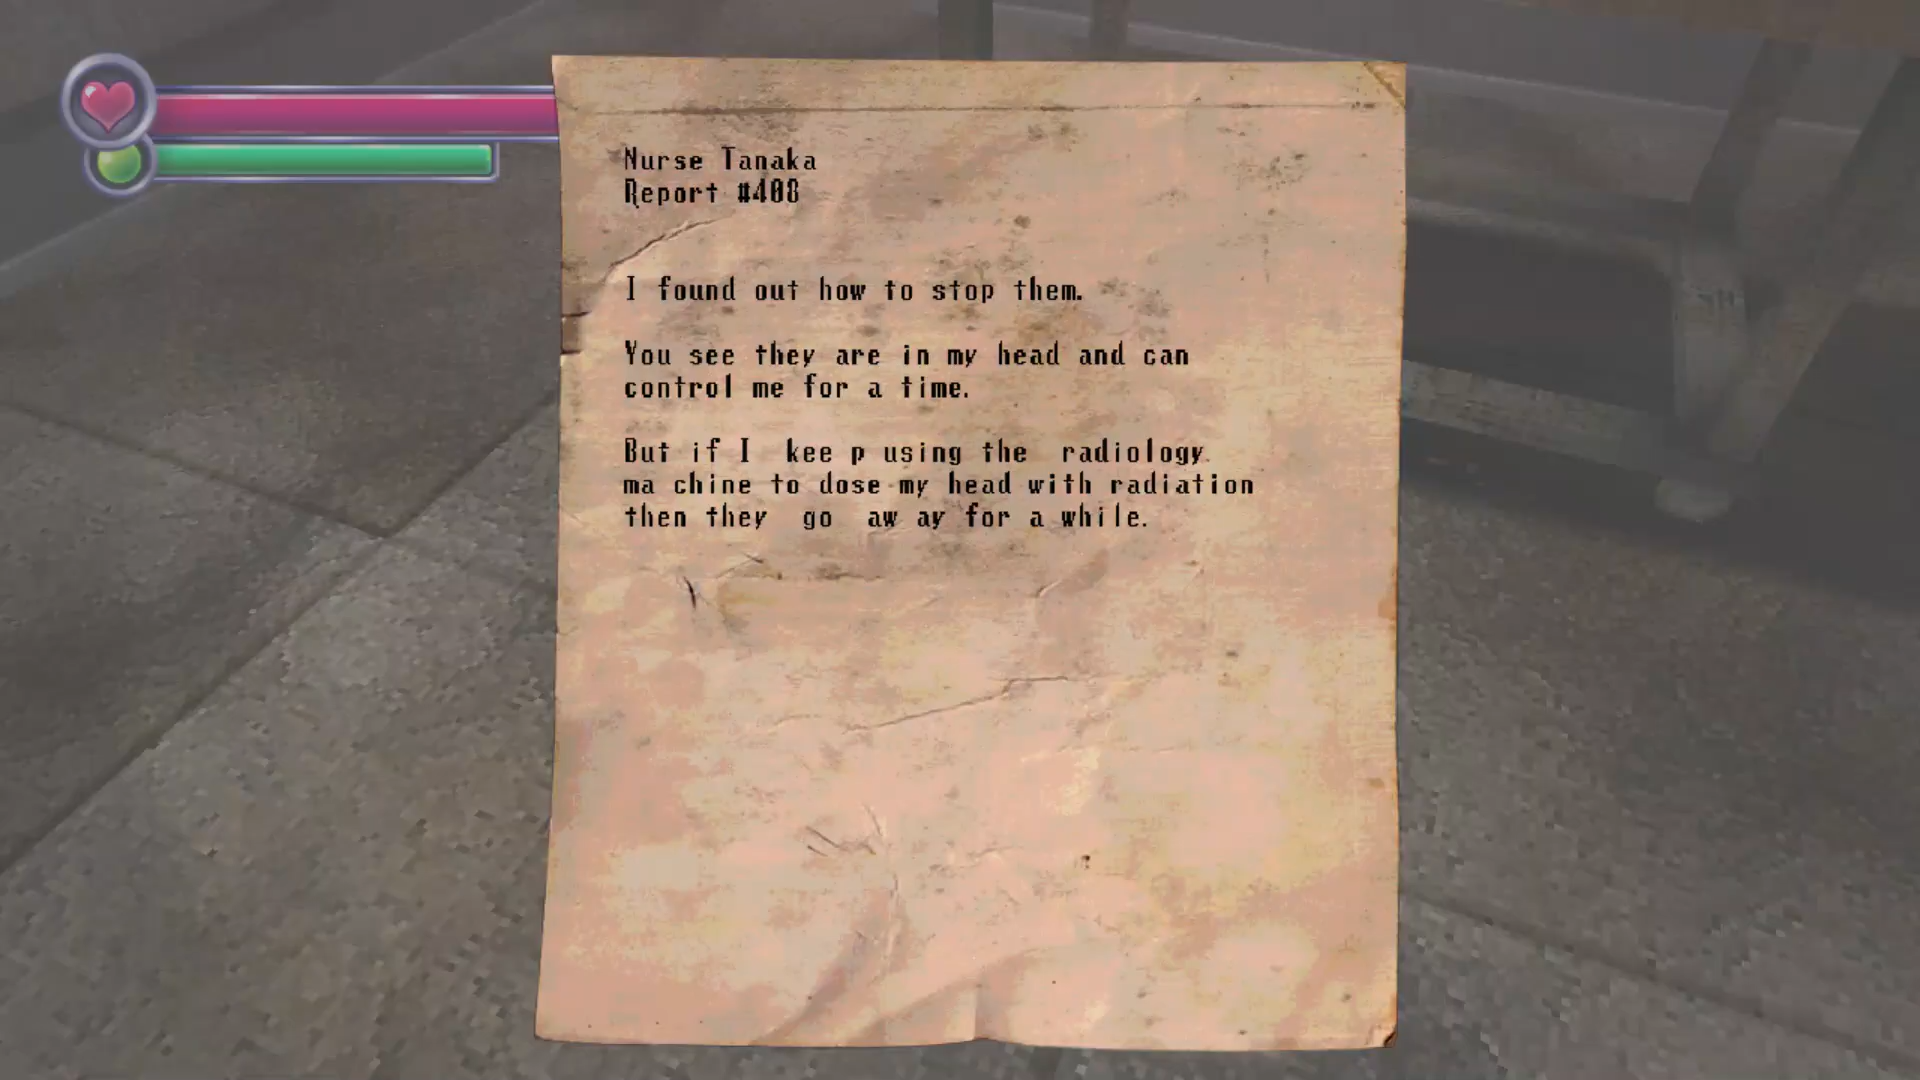 Nurse Tanaka
Report #408
I found out how to stop them.
You see they are in my head and can
control me for a time.
But if I  kee p using the  radiology
ma chine to dose my head with radiation
then they  go  aw ay for a while.